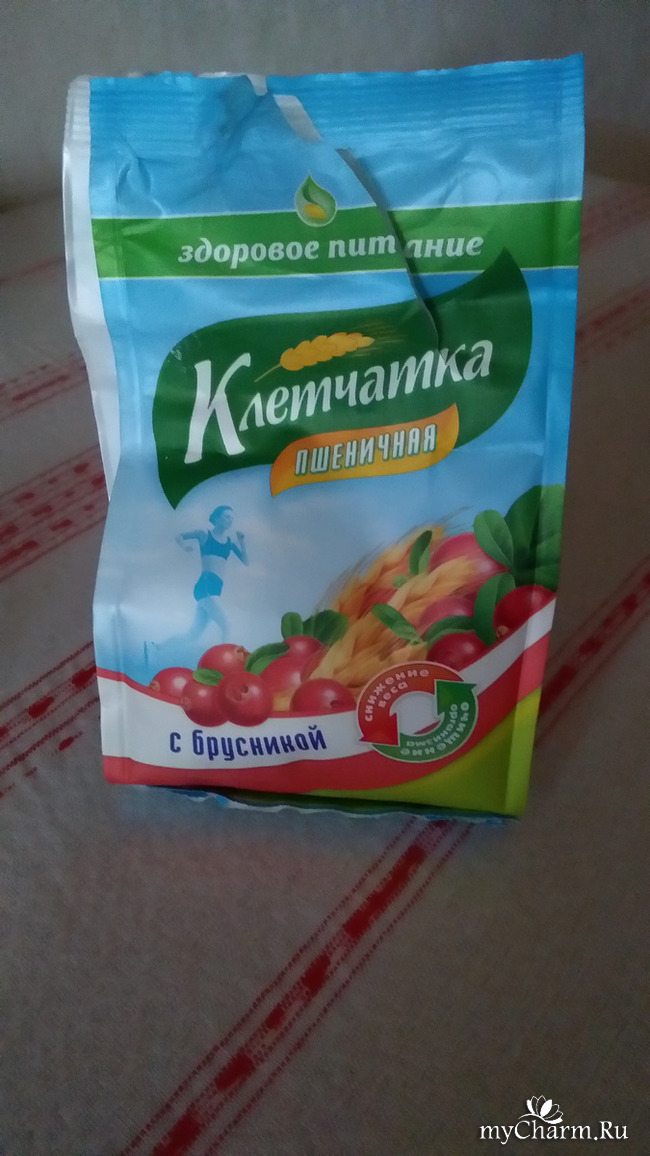 здоровое питание
Клетчатка
пшеничная
с брусникой
снижение
веса
очищение
организма
myCharm.Ru